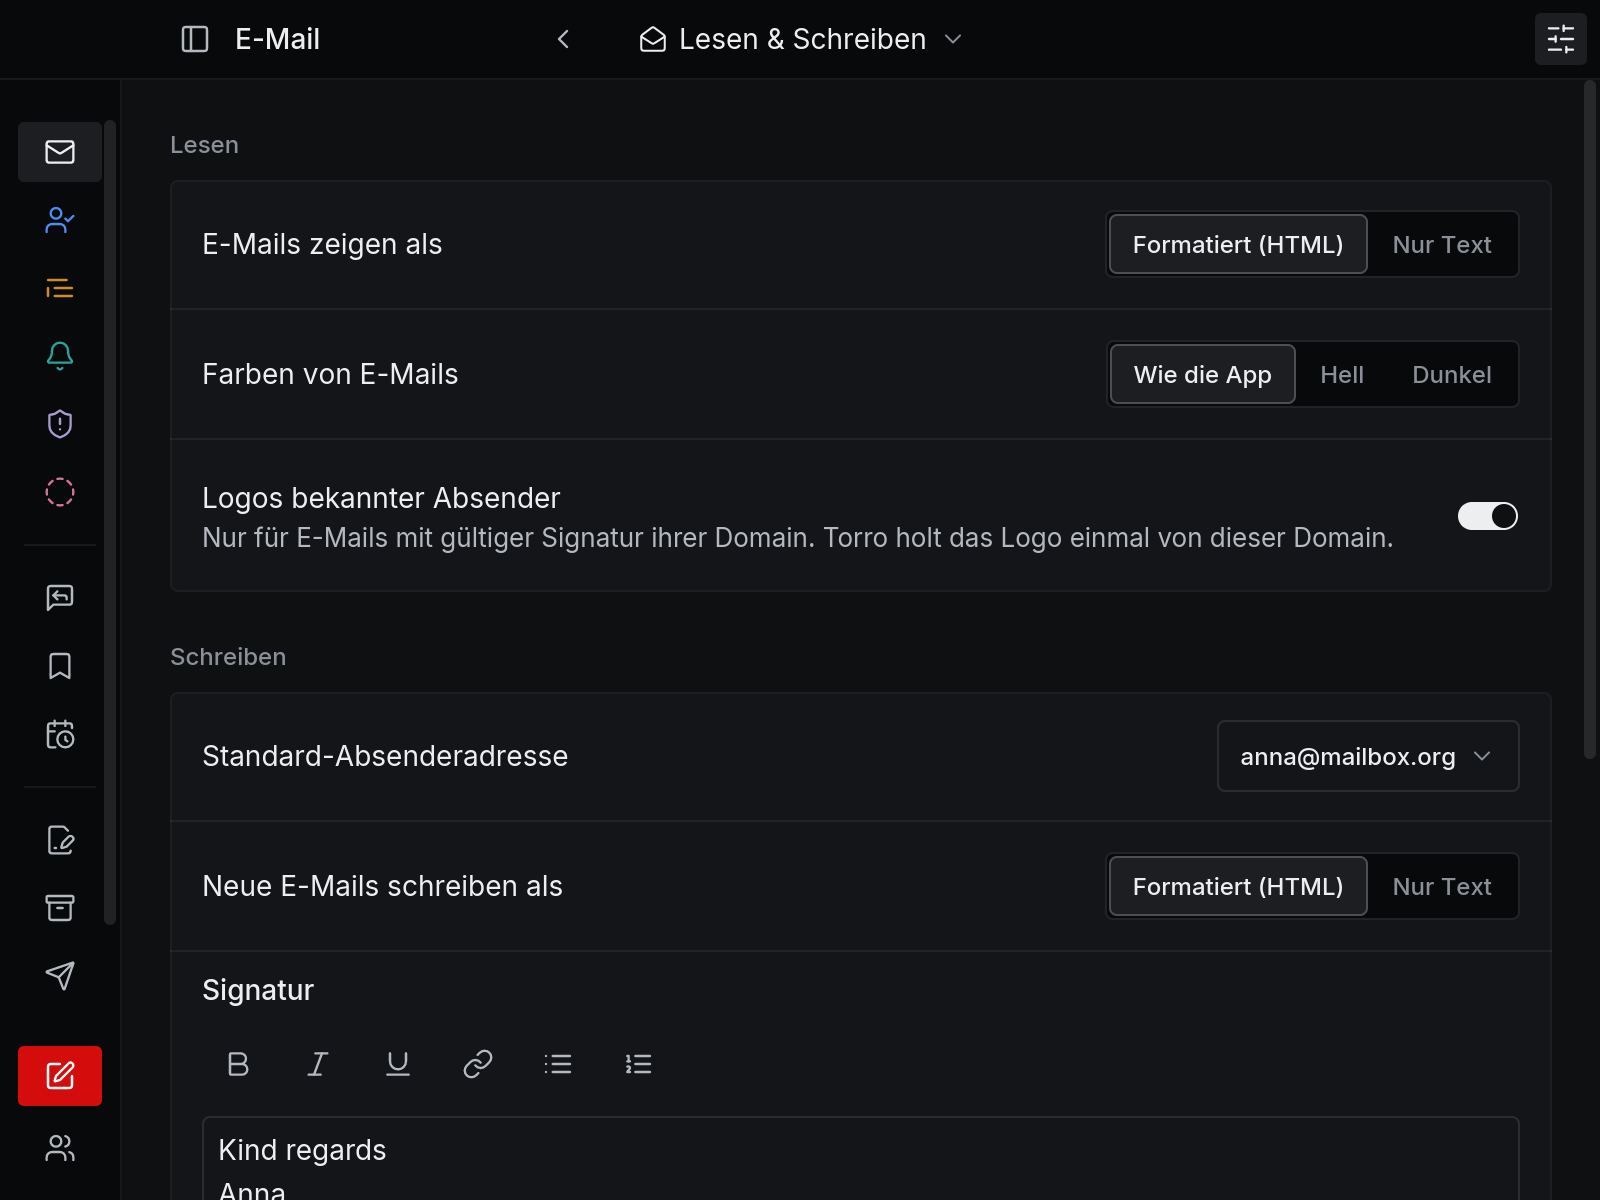 E-Mail
Lesen & Schreiben
Lesen
E-Mails zeigen als
Formatiert (HTML)
Nur Text
Farben von E-Mails
Wie die App
Hell
Dunkel
Logos bekannter Absender
Nur für E-Mails mit gültiger Signatur ihrer Domain. Torro holt das Logo einmal von dieser Domain.
Schreiben
Standard-Absenderadresse
anna@mailbox.org
Neue E-Mails schreiben als
Formatiert (HTML)
Nur Text
Signatur
Kind regards
Anna